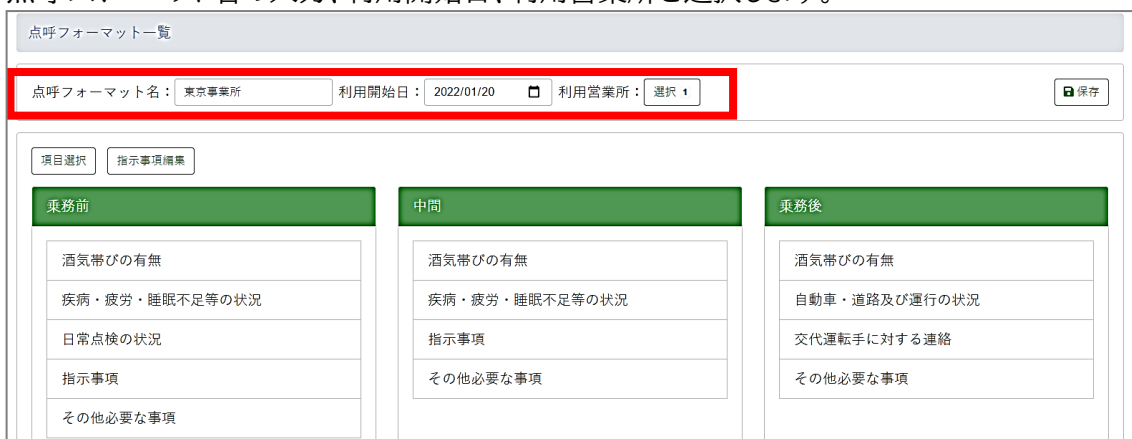 点呼フォーマット一覧
点呼フォーマット名： 東京事業所 利用開始日： 2022/01/20 利用営業所： 選択 1 保存
項目選択 指示事項編集
乗務前 中間 乗務後
酒気帯びの有無 酒気帯びの有無 酒気帯びの有無
疾病・疲労・睡眠不足等の状況 疾病・疲労・睡眠不足等の状況 自動車・道路及び運行の状況
日常点検の状況 指示事項 交代運転手に対する連絡
指示事項 その他必要な事項 その他必要な事項
その他必要な事項